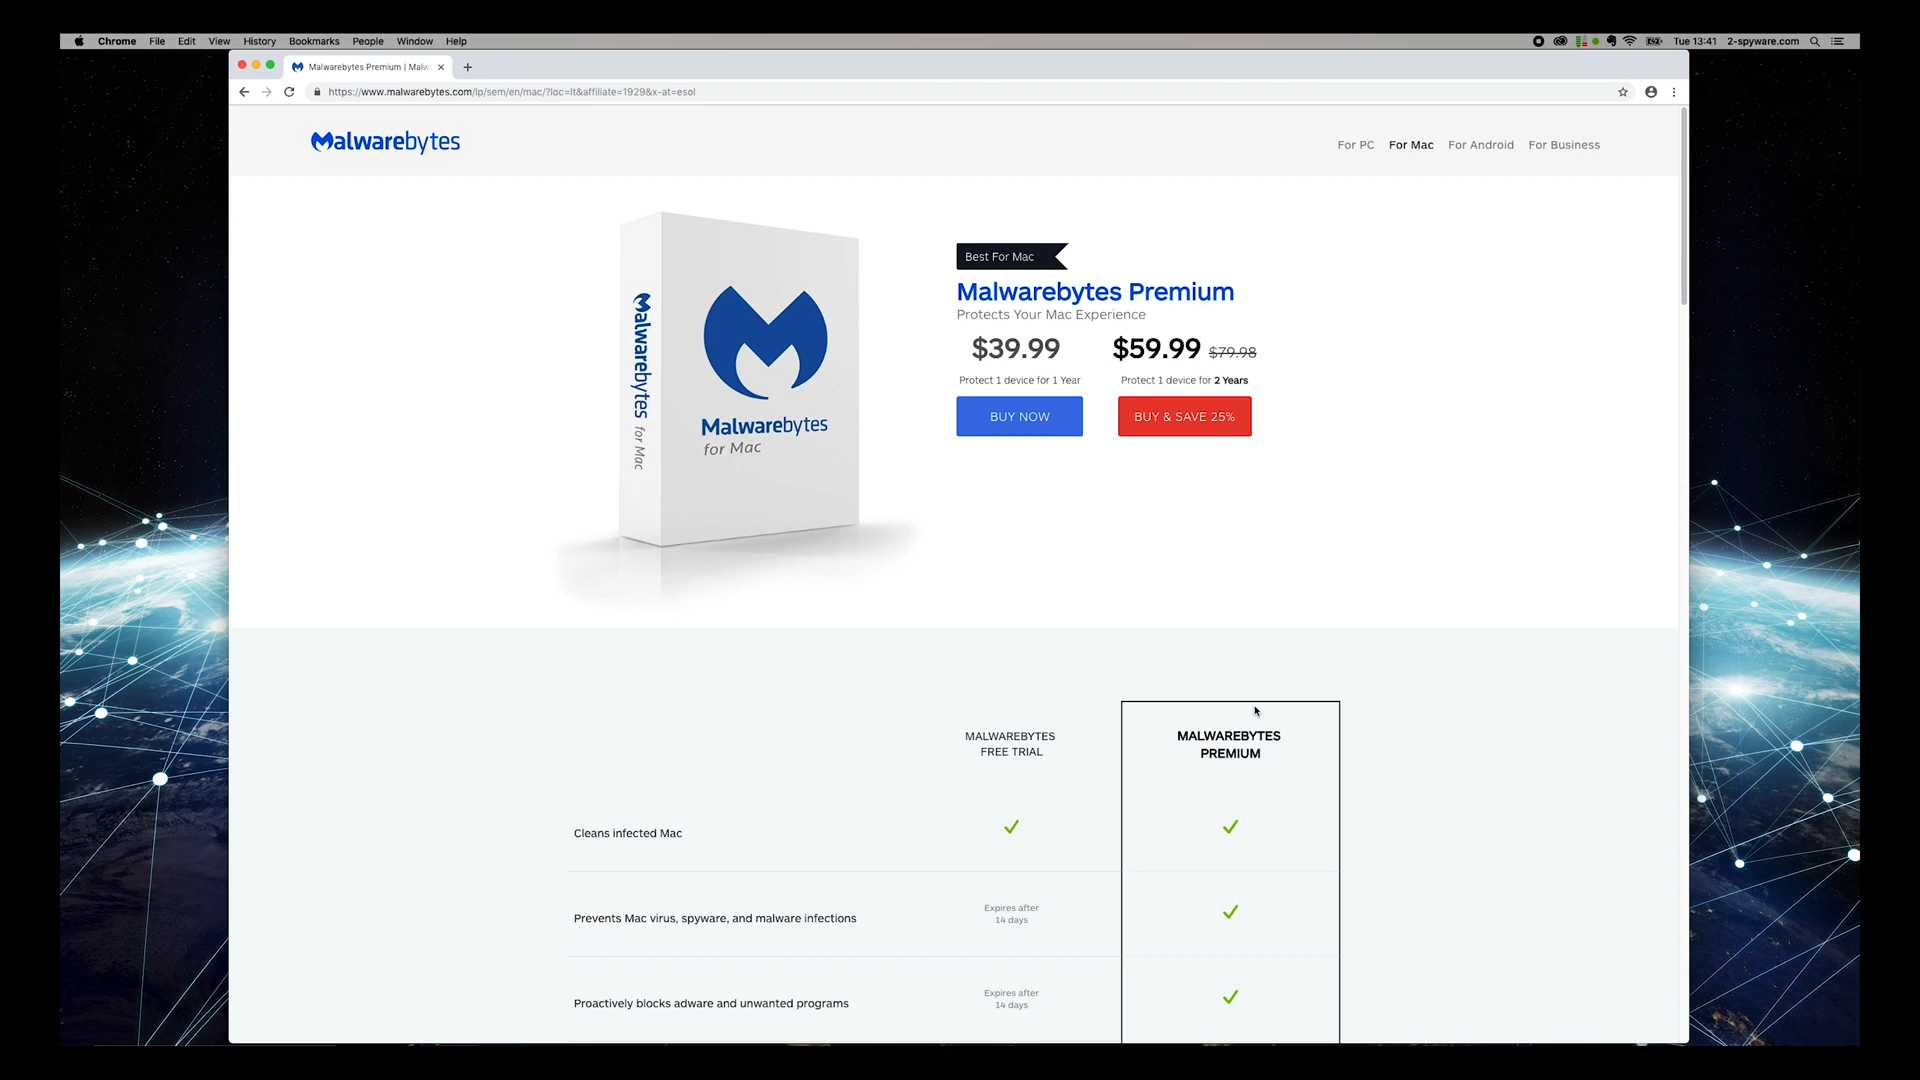 Chrome File Edit View History Bookmarks People Window Help Tue 13:41 2-spyware.com
Malwarebytes Premium | Malw
https://www.malwarebytes.com/lp/sem/en/mac/?loc=lt&affiliate=1929&x-at=esol
Malwarebytes
For PC For Mac For Android For Business
Malwarebytes for Mac
Malwarebytes
for Mac
Best For Mac
Malwarebytes Premium
Protects Your Mac Experience
$39.99 $59.99 $79.98
Protect 1 device for 1 Year Protect 1 device for 2 Years
BUY NOW BUY & SAVE 25%
MALWAREBYTES
FREE TRIAL
MALWAREBYTES
PREMIUM
Cleans infected Mac
Prevents Mac virus, spyware, and malware infections
Expires after
14 days
Proactively blocks adware and unwanted programs
Expires after
14 days